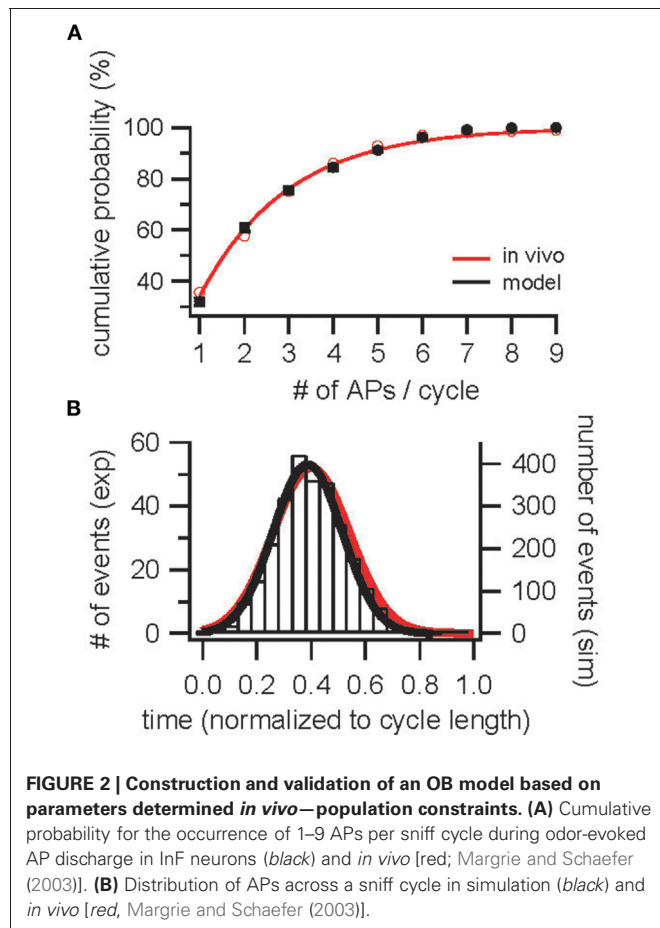 A
cumulative probability (%)
100
80
60
40
in vivo
model
1 2 3 4 5 6 7 8 9
# of APs / cycle
B
# of events (exp)
60
40
20
0
number of events (sim)
400
300
200
100
0
0.0 0.2 0.4 0.6 0.8 1.0
time (normalized to cycle length)
FIGURE 2 | Construction and validation of an OB model based on
parameters determined in vivo—population constraints. (A) Cumulative
probability for the occurrence of 1–9 APs per sniff cycle during odor-evoked
AP discharge in InF neurons (black) and in vivo [red; Margrie and Schaefer
(2003)]. (B) Distribution of APs across a sniff cycle in simulation (black) and
in vivo [red, Margrie and Schaefer (2003)].